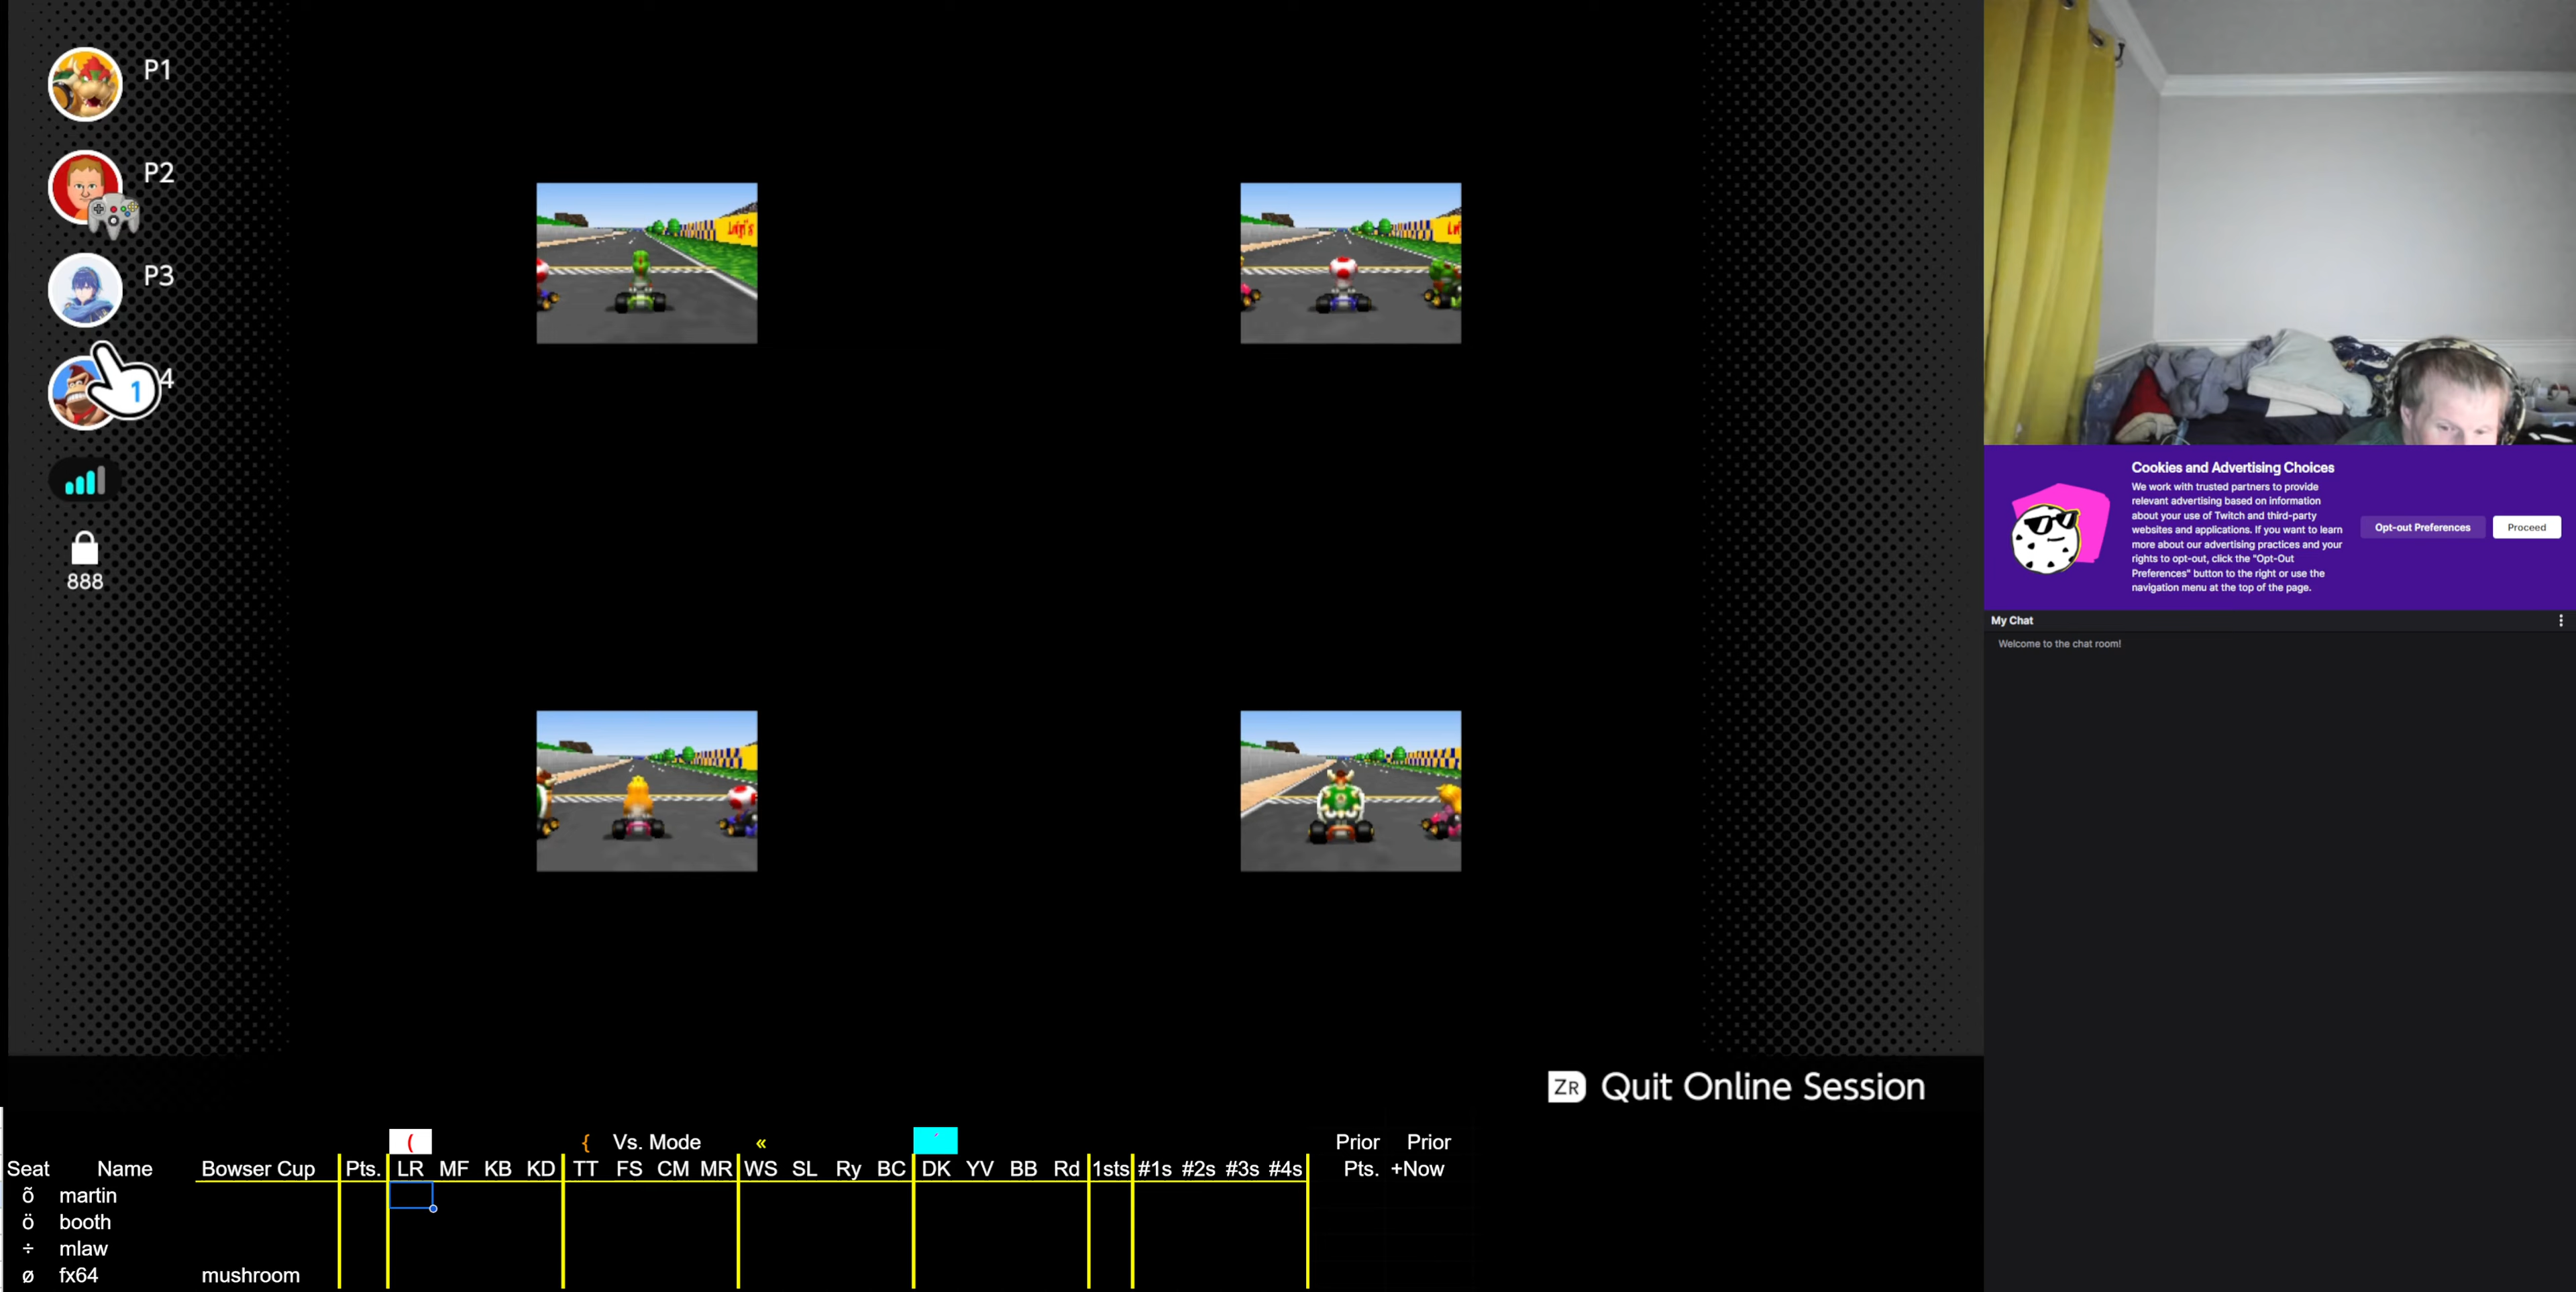 P1
P2
P3
4
1
888
Luigi's
ZR Quit Online Session
Cookies and Advertising Choices
We work with trusted partners to provide
relevant advertising based on information
about your use of Twitch and third-party
websites and applications. If you want to learn
more about our advertising practices and your
rights to opt-out, click the "Opt-Out
Preferences" button to the right or use the
navigation menu at the top of the page.
Opt-out Preferences
Proceed
My Chat
Welcome to the chat room!
( { Vs. Mode « Prior Prior
Seat Name Bowser Cup Pts. LR MF KB KD TT FS CM MR WS SL Ry BC DK YV BB Rd 1sts #1s #2s #3s #4s Pts. +Now
õ martin
ö booth
÷ mlaw
ø fx64 mushroom